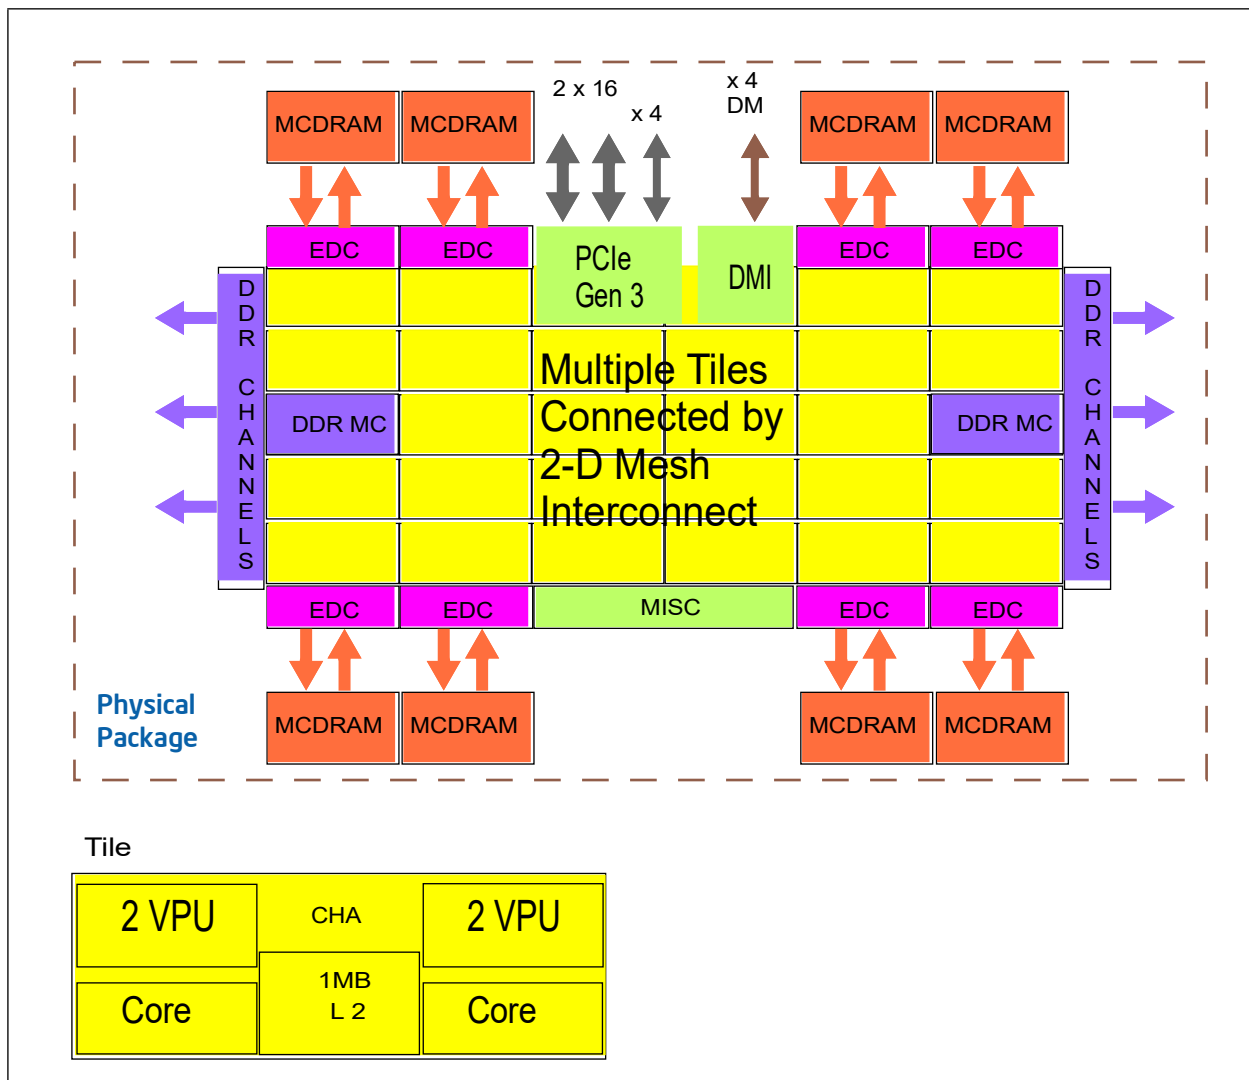 2 x 16
x 4
x 4
DM
MCDRAM
MCDRAM
MCDRAM
MCDRAM
EDC
EDC
PCIe
Gen 3
DMI
EDC
EDC
DDR CHANNELS
DDR MC
Multiple Tiles
Connected by
2-D Mesh
Interconnect
DDR MC
DDR CHANNELS
EDC
EDC
MISC
EDC
EDC
Physical
Package
MCDRAM
MCDRAM
MCDRAM
MCDRAM
Tile
2 VPU
CHA
2 VPU
Core
1MB
L 2
Core